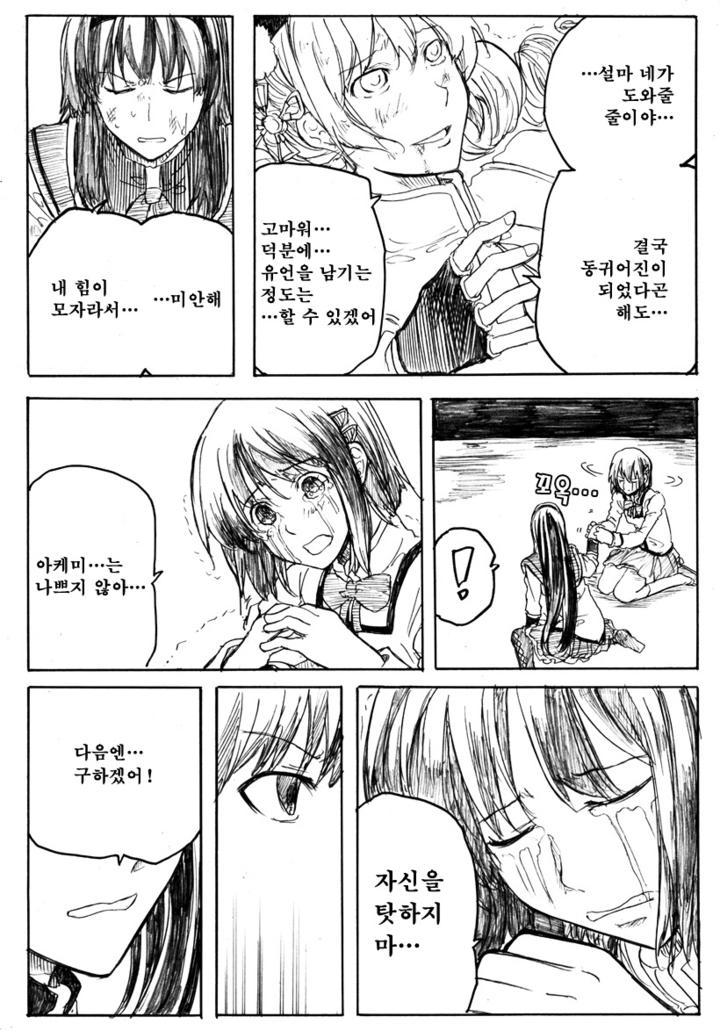 …설마 네가
도와줄
줄이야…
결국
동귀어진이
되었다곤
해도…
고마워…
덕분에…
유언을 남기는
정도는
…할 수 있겠어
…미안해
내 힘이
모자라서…
꼬옥…
!
아케미…는
나쁘지 않아…
자신을
탓하지
마…
다음엔…
구하겠어!